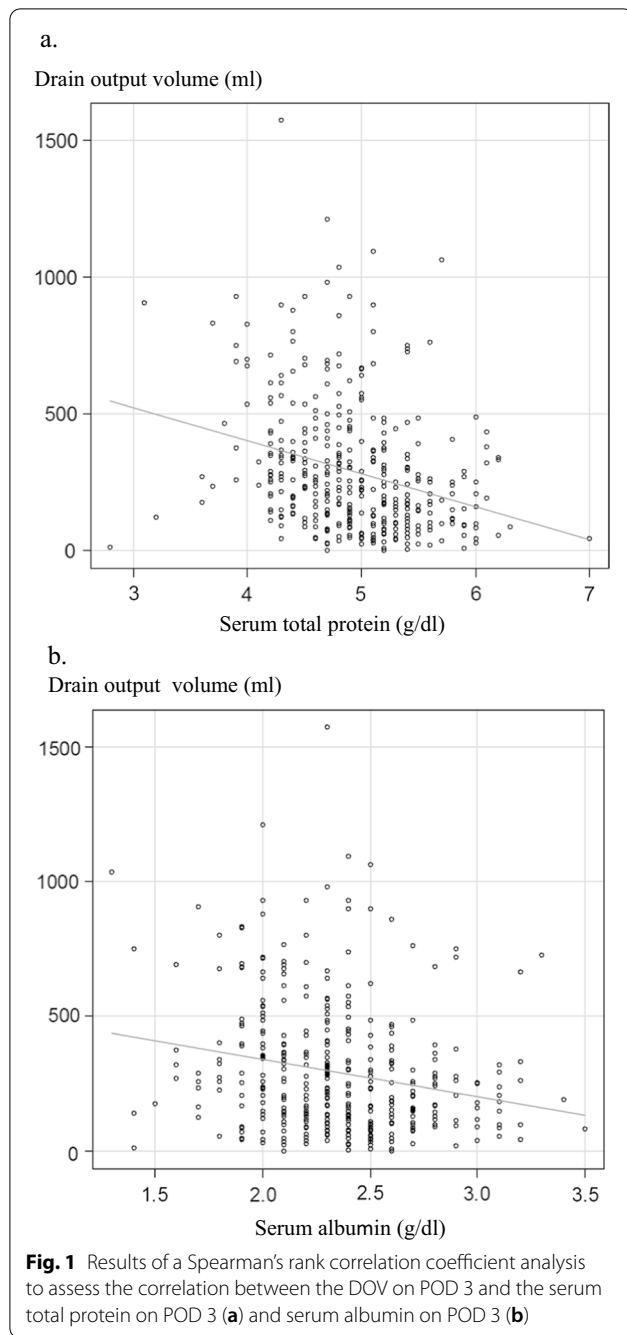 a.
Drain output volume (ml)
1500
1000
500
0
3 4 5 6 7
Serum total protein (g/dl)
b.
Drain output volume (ml)
1500
1000
500
0
1.5 2.0 2.5 3.0 3.5
Serum albumin (g/dl)
Fig. 1 Results of a Spearman's rank correlation coefficient analysis
to assess the correlation between the DOV on POD 3 and the serum
total protein on POD 3 (a) and serum albumin on POD 3 (b)